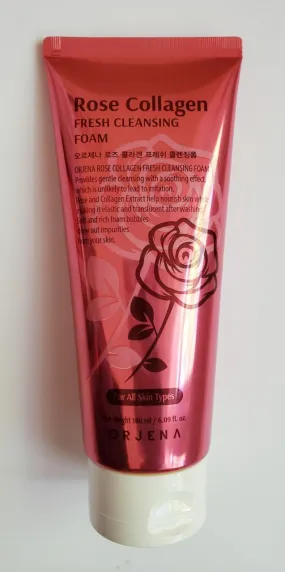 Rose Collagen
FRESH CLEANSING
FOAM
오르제나 로즈 콜라겐 프레쉬 클렌징폼
ORJENA ROSE COLLAGEN FRESH CLEANSING FOAM
Provides gentle cleansing with a soothing effect
which is unlikely to lead to irritation.
Rose and Collagen Extract help nourish skin while
making it elastic and translucent after washing.
Soft and rich foam bubbles
draw out impurities
from your skin.
For All Skin Types
Net Weight 180 ml / 6.09 fl. oz.
ORJENA